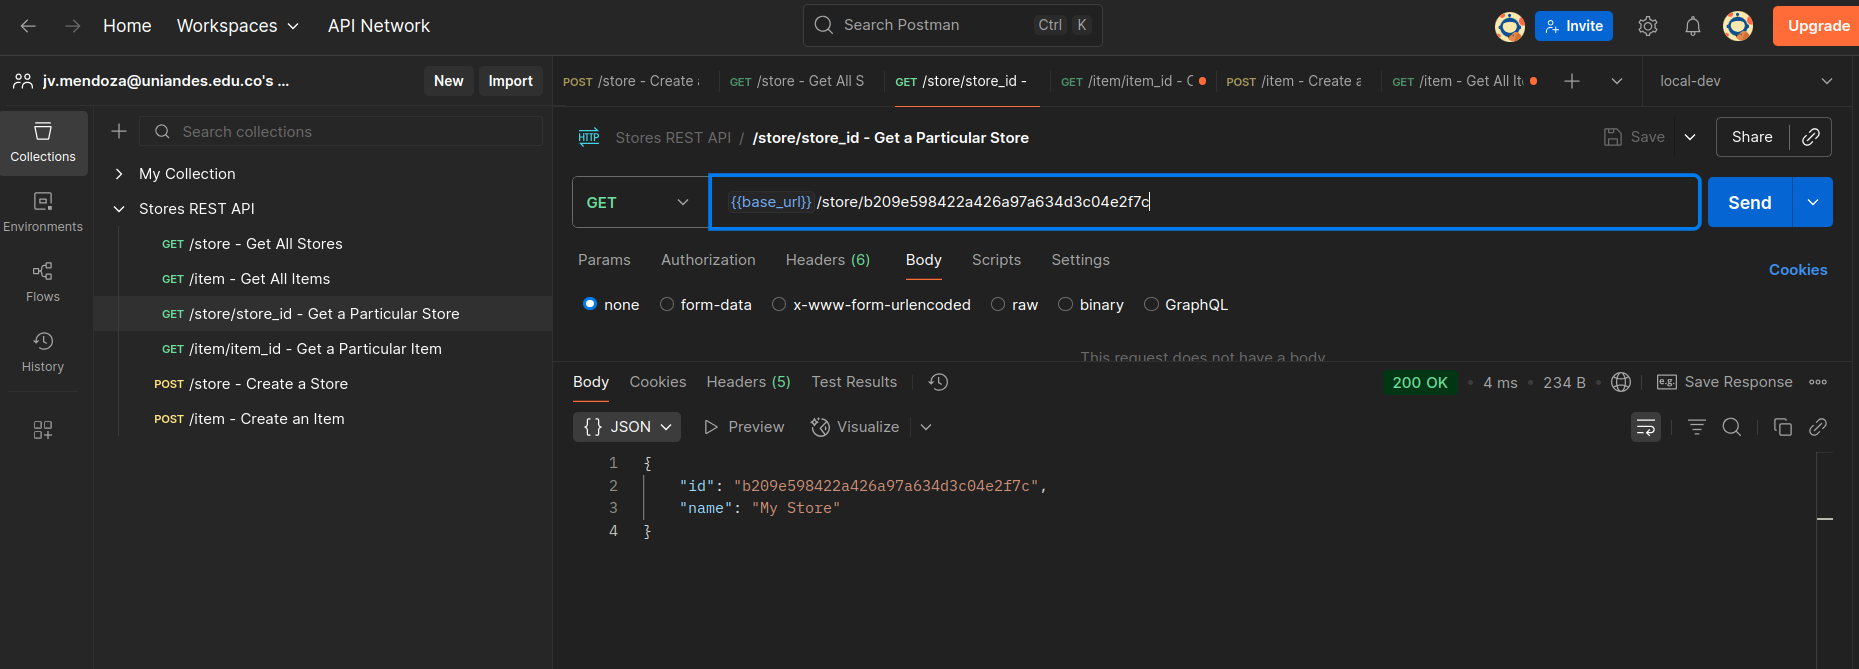 Home Workspaces API Network Search Postman Ctrl K Invite Upgrade
jv.mendoza@uniandes.edu.co's ... New Import
POST /store - Create a GET /store - Get All S GET /store/store_id - GET /item/item_id - G POST /item - Create a GET /item - Get All Ite local-dev
Collections
Environments
Flows
History
Search collections
My Collection
Stores REST API
GET /store - Get All Stores
GET /item - Get All Items
GET /store/store_id - Get a Particular Store
GET /item/item_id - Get a Particular Item
POST /store - Create a Store
POST /item - Create an Item
HTTP Stores REST API / /store/store_id - Get a Particular Store Save Share
GET {{base_url}}/store/b209e598422a426a97a634d3c04e2f7c Send
Params Authorization Headers (6) Body Scripts Settings Cookies
none form-data x-www-form-urlencoded raw binary GraphQL
This request does not have a body
Body Cookies Headers (5) Test Results 200 OK • 4 ms • 234 B • e.g. Save Response
{} JSON Preview Visualize
1 {
2 "id": "b209e598422a426a97a634d3c04e2f7c",
3 "name": "My Store"
4 }